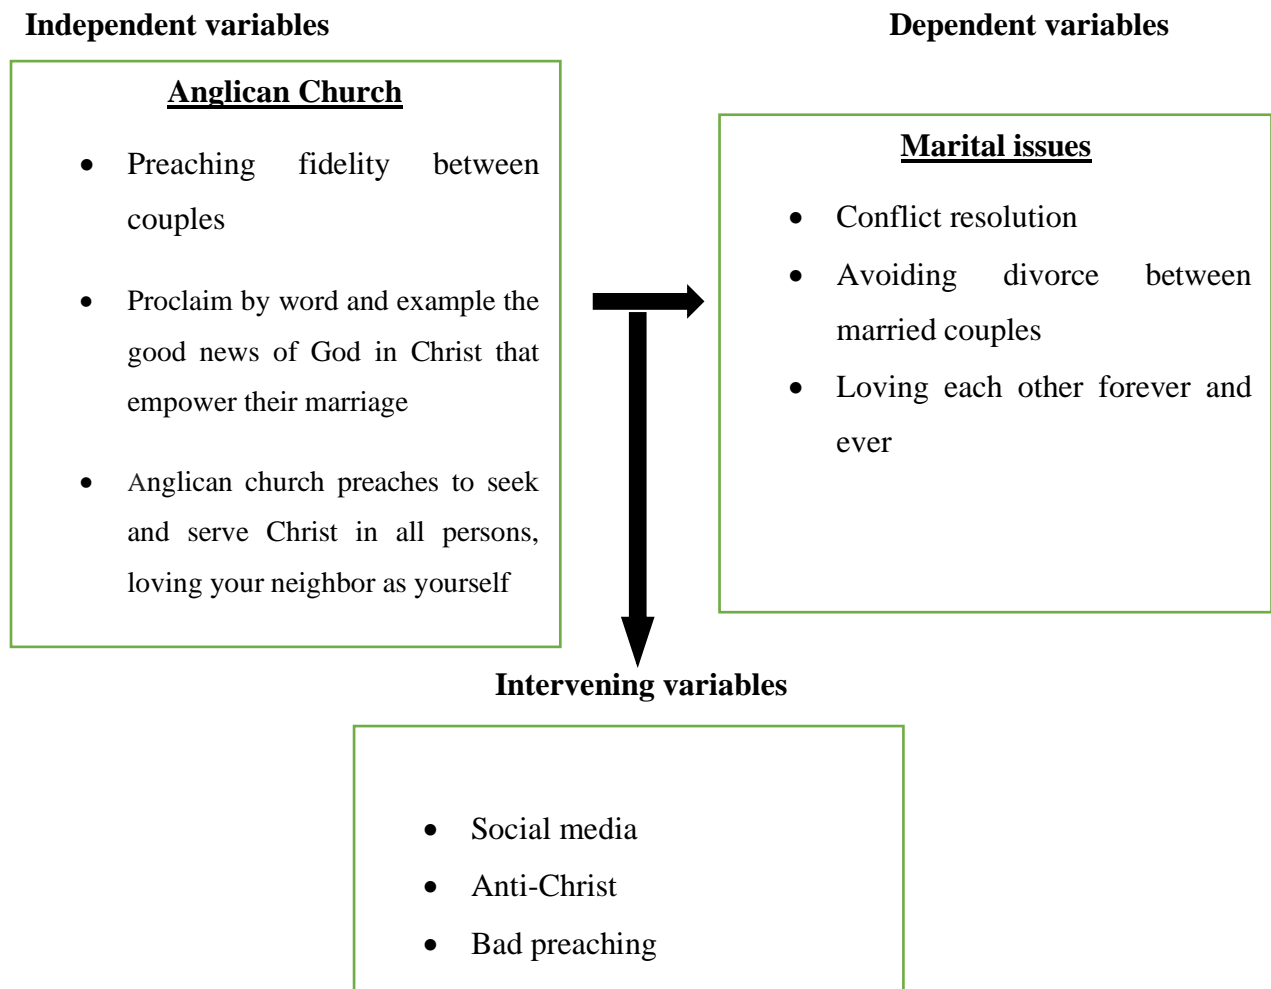 Independent variables
Dependent variables
Anglican Church
• Preaching fidelity between
couples
• Proclaim by word and example the
good news of God in Christ that
empower their marriage
• Anglican church preaches to seek
and serve Christ in all persons,
loving your neighbor as yourself
Marital issues
• Conflict resolution
• Avoiding divorce between
married couples
• Loving each other forever and
ever
Intervening variables
• Social media
• Anti-Christ
• Bad preaching